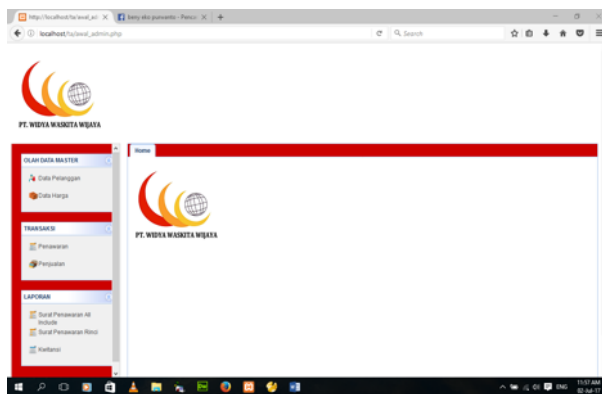 http://localhost/ta/awal_ad
beny eko purwanto - Pencar
localhost/ta/awal_admin.php
Search
PT. WIDYA WASKITA WIJAYA
OLAH DATA MASTER
Data Pelanggan
Data Harga
TRANSAKSI
Penawaran
Penjualan
LAPORAN
Surat Penawaran All
Include
Surat Penawaran Rinci
Kwitansi
Home
PT. WIDYA WASKITA WIJAYA
ENG
11:57 AM
02-Jul-17